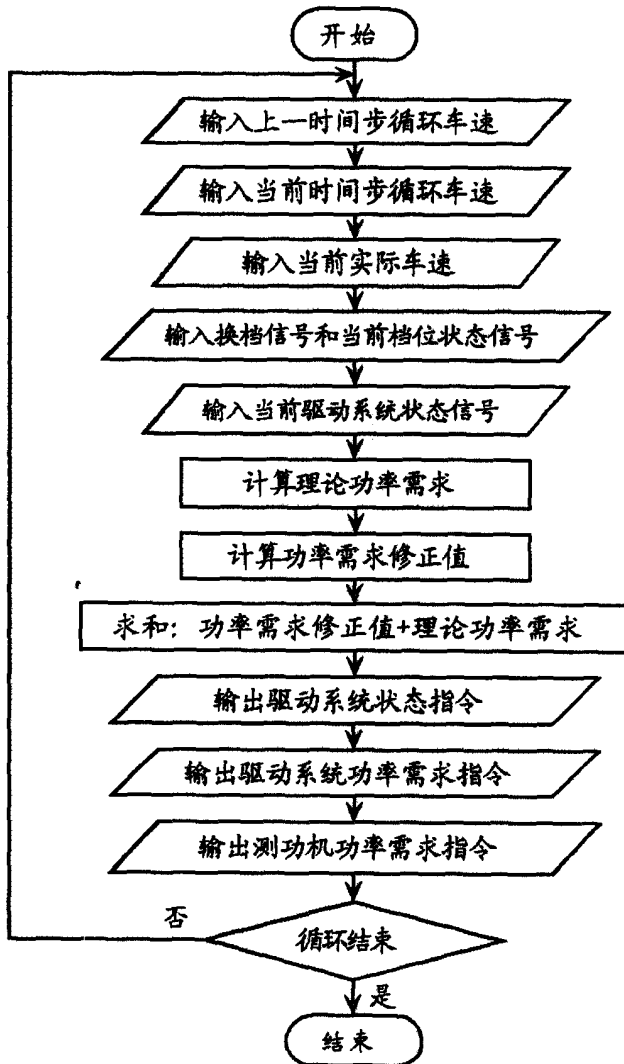 开始
输入上一时间步循环车速
输入当前时间步循环车速
输入当前实际车速
输入换档信号和当前档位状态信号
输入当前驱动系统状态信号
计算理论功率需求
计算功率需求修正值
求和：功率需求修正值+理论功率需求
输出驱动系统状态指令
输出驱动系统功率需求指令
输出测功机功率需求指令
否
循环结束
是
结束